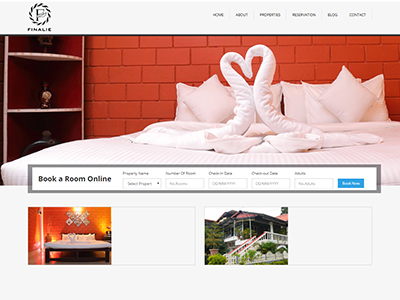 FINALIE
HOME ABOUT PROPERTIES RESERVATION BLOG CONTACT
Book a Room Online
Property Name Number Of Room Check-in Date Check-out Date Adults
Select Propert No.Rooms DD/MM/YYYY DD/MM/YYYY No.Rooms Book Now